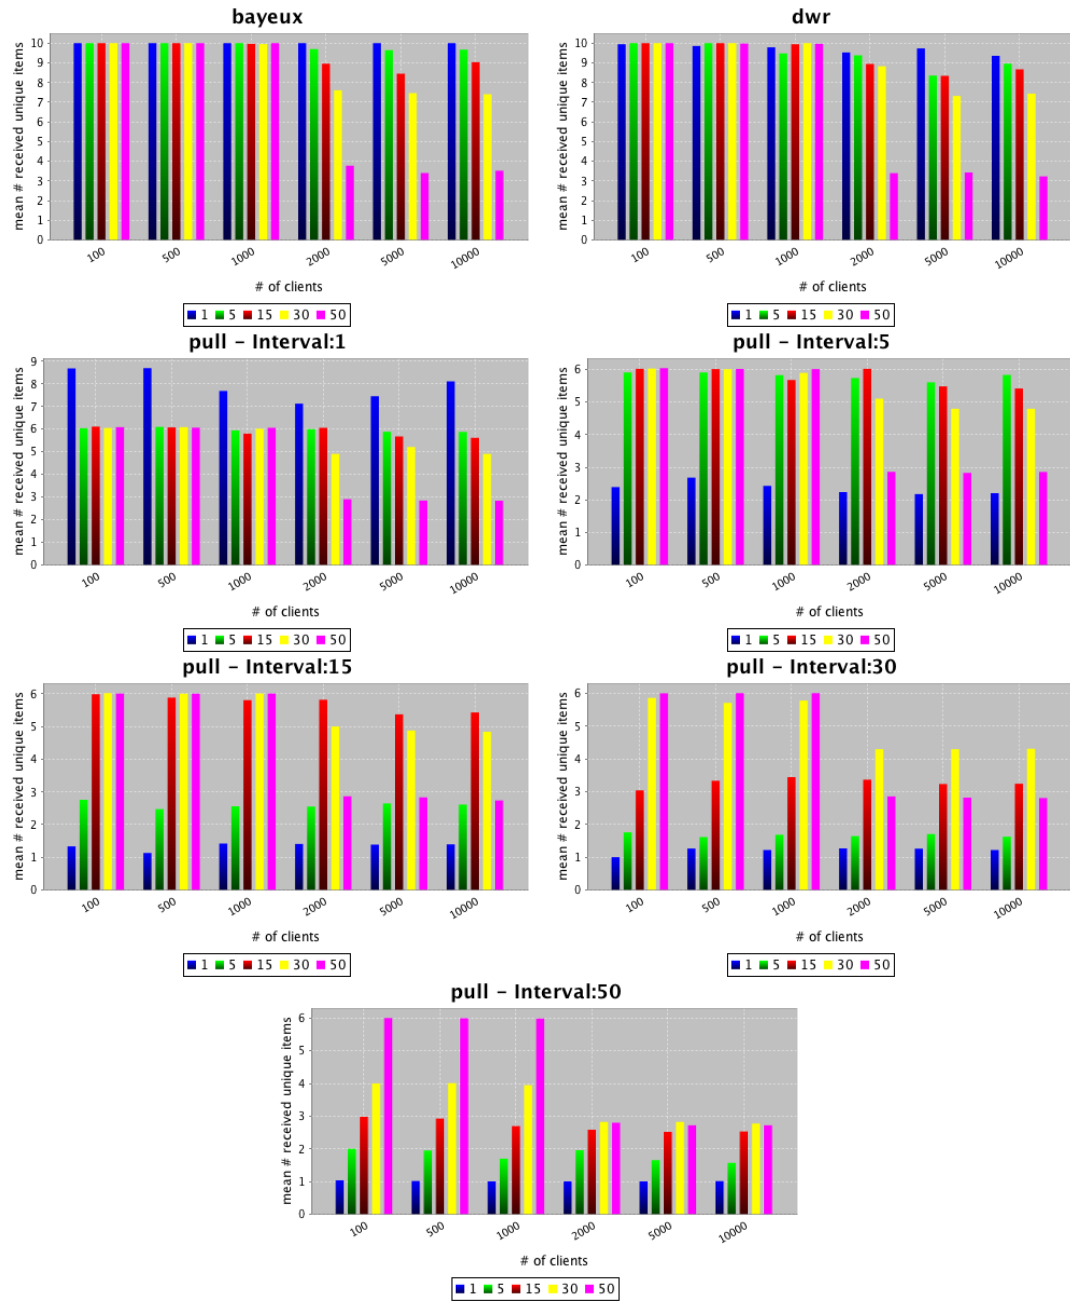 bayeux
mean # received unique items
10
9
8
7
6
5
4
3
2
1
0
100 500 1000 2000 5000 10000
# of clients
1 5 15 30 50
dwr
mean # received unique items
10
9
8
7
6
5
4
3
2
1
0
100 500 1000 2000 5000 10000
# of clients
1 5 15 30 50
pull - Interval:1
mean # received unique items
9
8
7
6
5
4
3
2
1
0
100 500 1000 2000 5000 10000
# of clients
1 5 15 30 50
pull - Interval:5
mean # received unique items
6
5
4
3
2
1
0
100 500 1000 2000 5000 10000
# of clients
1 5 15 30 50
pull - Interval:15
mean # received unique items
6
5
4
3
2
1
0
100 500 1000 2000 5000 10000
# of clients
1 5 15 30 50
pull - Interval:30
mean # received unique items
6
5
4
3
2
1
0
100 500 1000 2000 5000 10000
# of clients
1 5 15 30 50
pull - Interval:50
mean # received unique items
6
5
4
3
2
1
0
100 500 1000 2000 5000 10000
# of clients
1 5 15 30 50